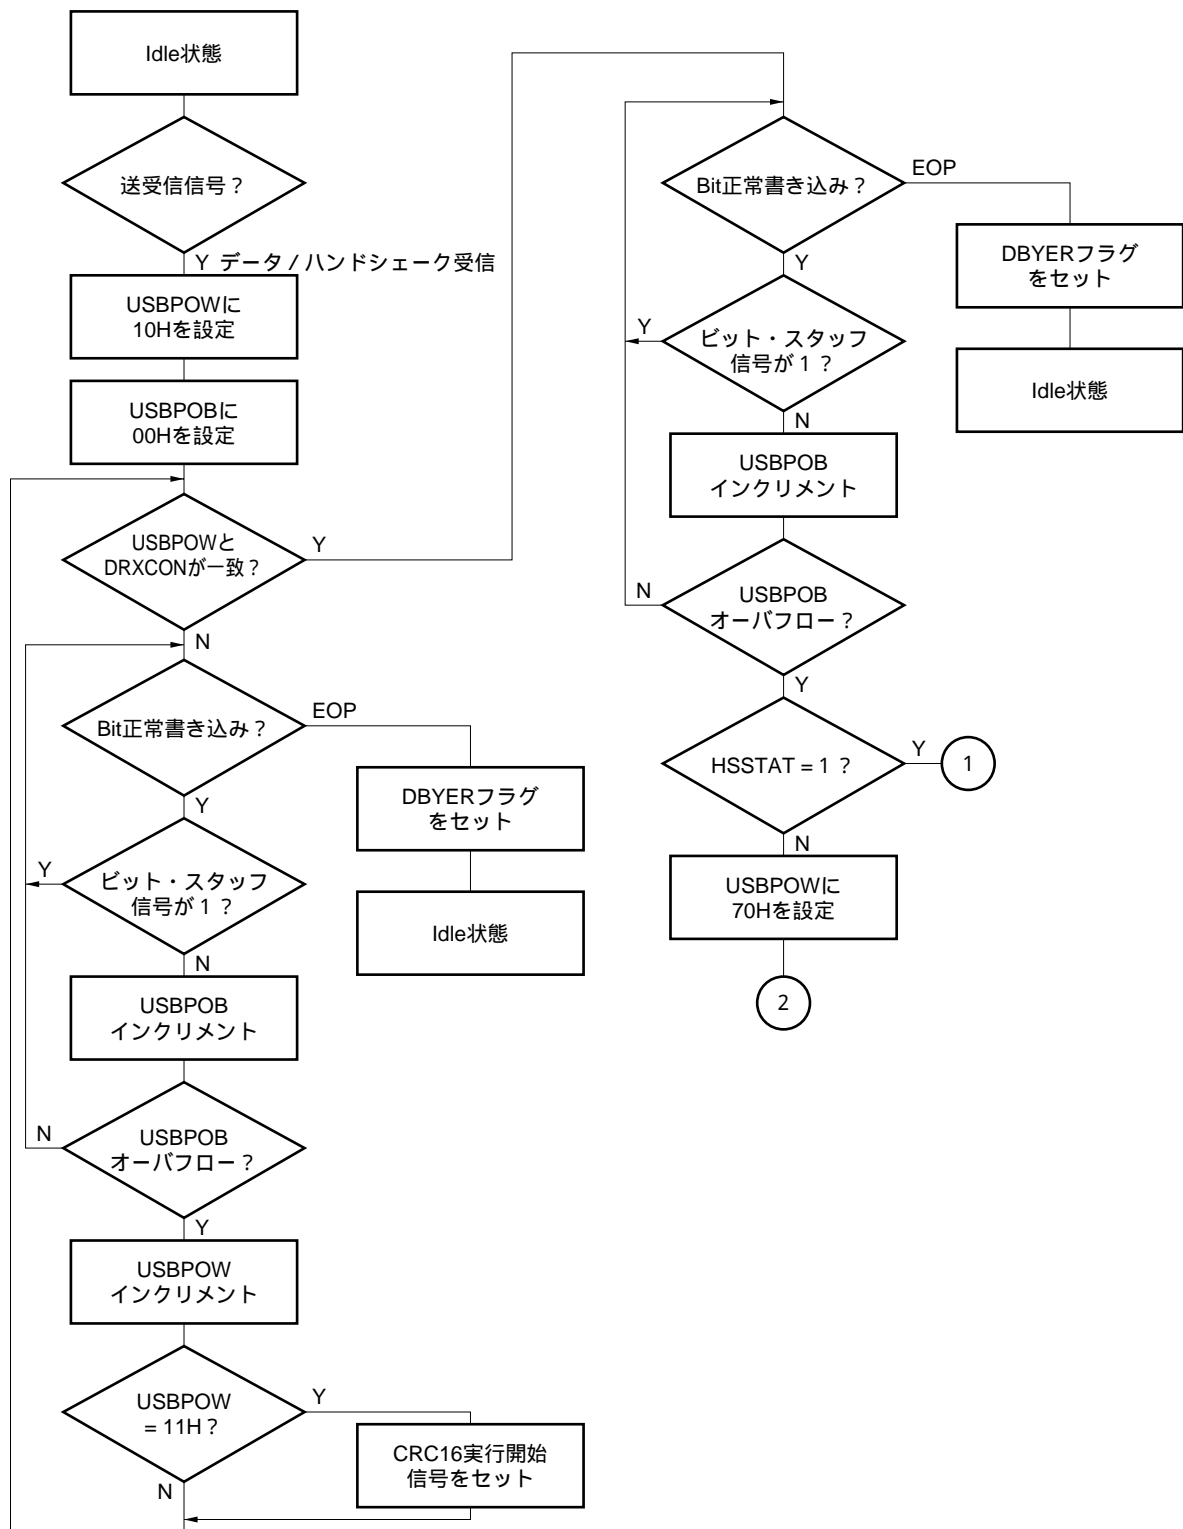 Idle状態
送受信信号？
Y データ / ハンドシェーク受信
USBPOWに
10Hを設定
USBPOBに
00Hを設定
USBPOWと
DRXCONが一致？
Y
N
Bit正常書き込み？
EOP
Y
DBYERフラグ
をセット
Idle状態
ビット・スタッフ
信号が１？
Y
N
USBPOB
インクリメント
USBPOB
オーバフロー？
N
Y
USBPOW
インクリメント
USBPOW
= 11H？
Y
N
CRC16実行開始
信号をセット
Bit正常書き込み？
EOP
Y
DBYERフラグ
をセット
Idle状態
ビット・スタッフ
信号が１？
Y
N
USBPOB
インクリメント
USBPOB
オーバフロー？
N
Y
HSSTAT = 1 ？
Y
1
N
USBPOWに
70Hを設定
2